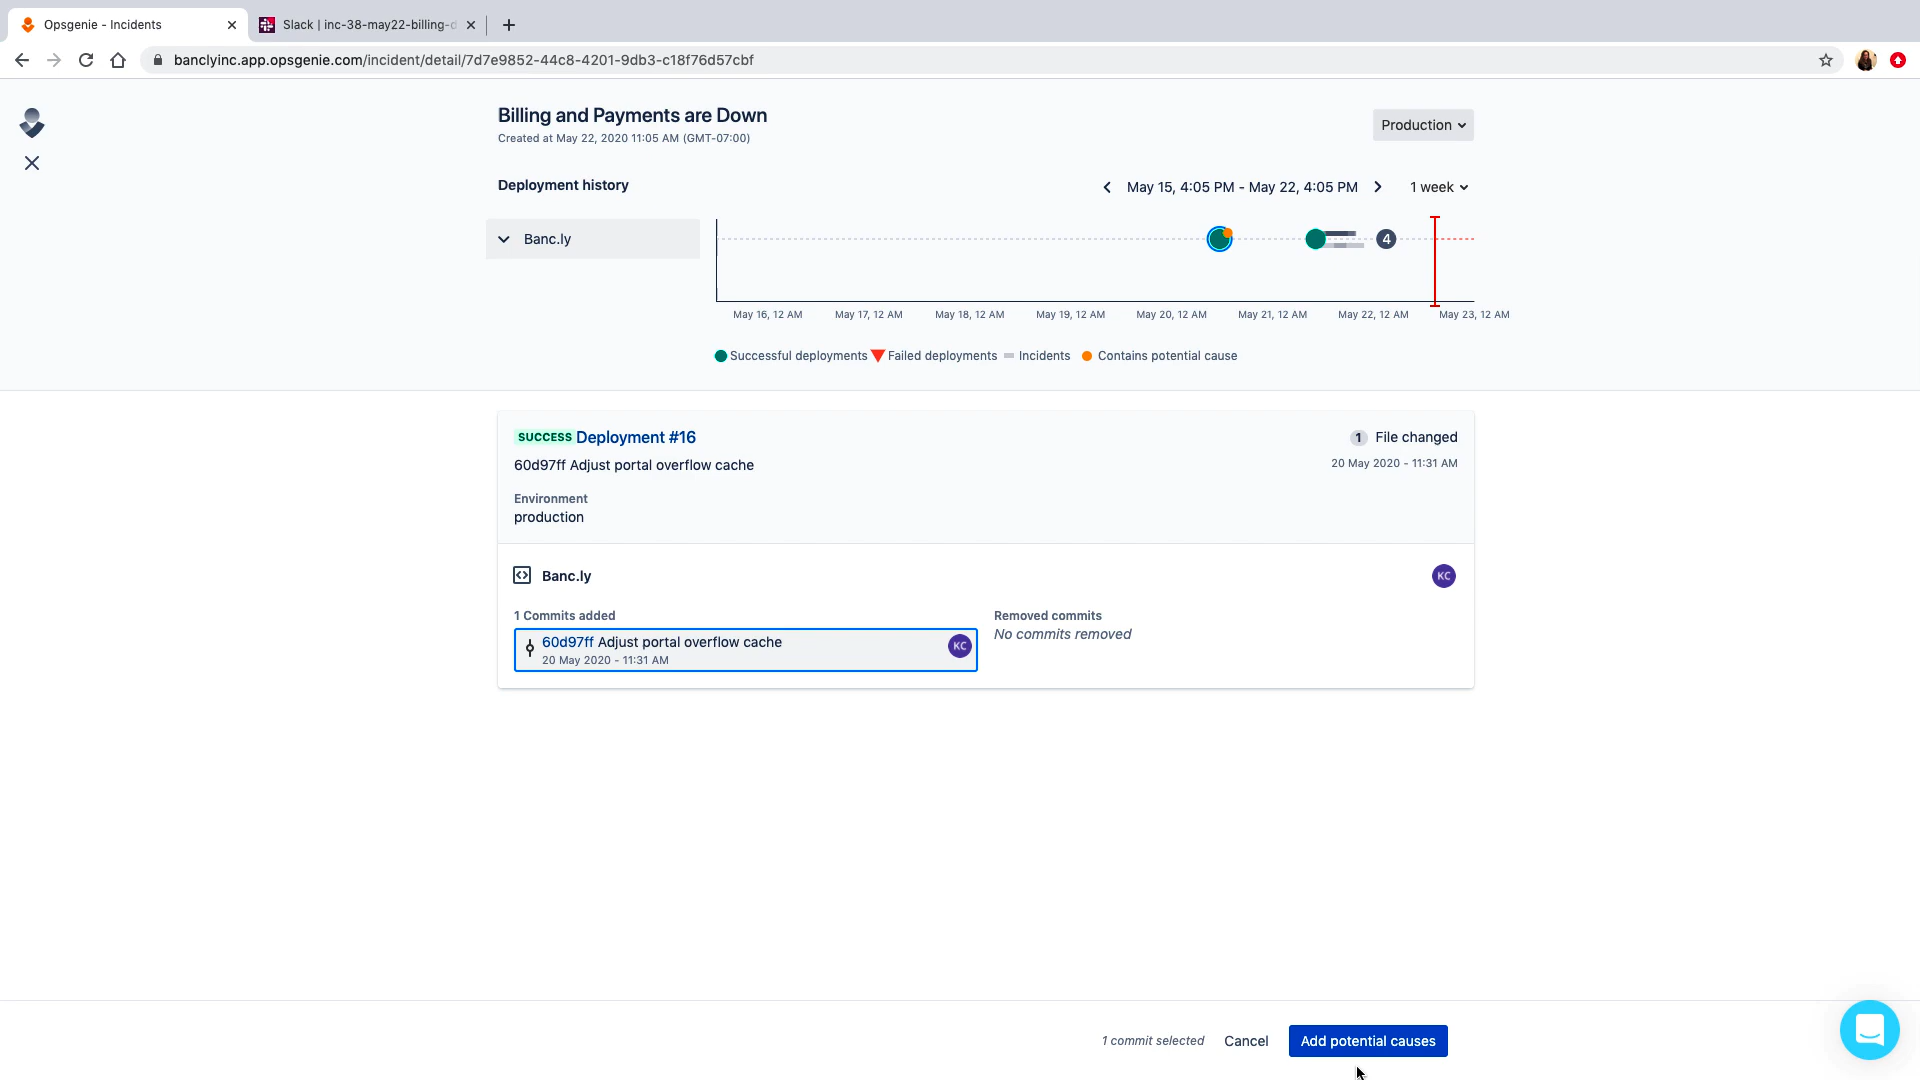 Opsgenie - Incidents
Slack | inc-38-may22-billing-d
banclyinc.app.opsgenie.com/incident/detail/7d7e9852-44c8-4201-9db3-c18f76d57cbf
Billing and Payments are Down
Created at May 22, 2020 11:05 AM (GMT-07:00)
Production
Deployment history
May 15, 4:05 PM - May 22, 4:05 PM
1 week
Banc.ly
4
May 16, 12 AM
May 17, 12 AM
May 18, 12 AM
May 19, 12 AM
May 20, 12 AM
May 21, 12 AM
May 22, 12 AM
May 23, 12 AM
Successful deployments
Failed deployments
Incidents
Contains potential cause
SUCCESS Deployment #16
1 File changed
60d97ff Adjust portal overflow cache
20 May 2020 - 11:31 AM
Environment
production
Banc.ly
KC
1 Commits added
Removed commits
60d97ff Adjust portal overflow cache
KC
No commits removed
20 May 2020 - 11:31 AM
1 commit selected
Cancel
Add potential causes